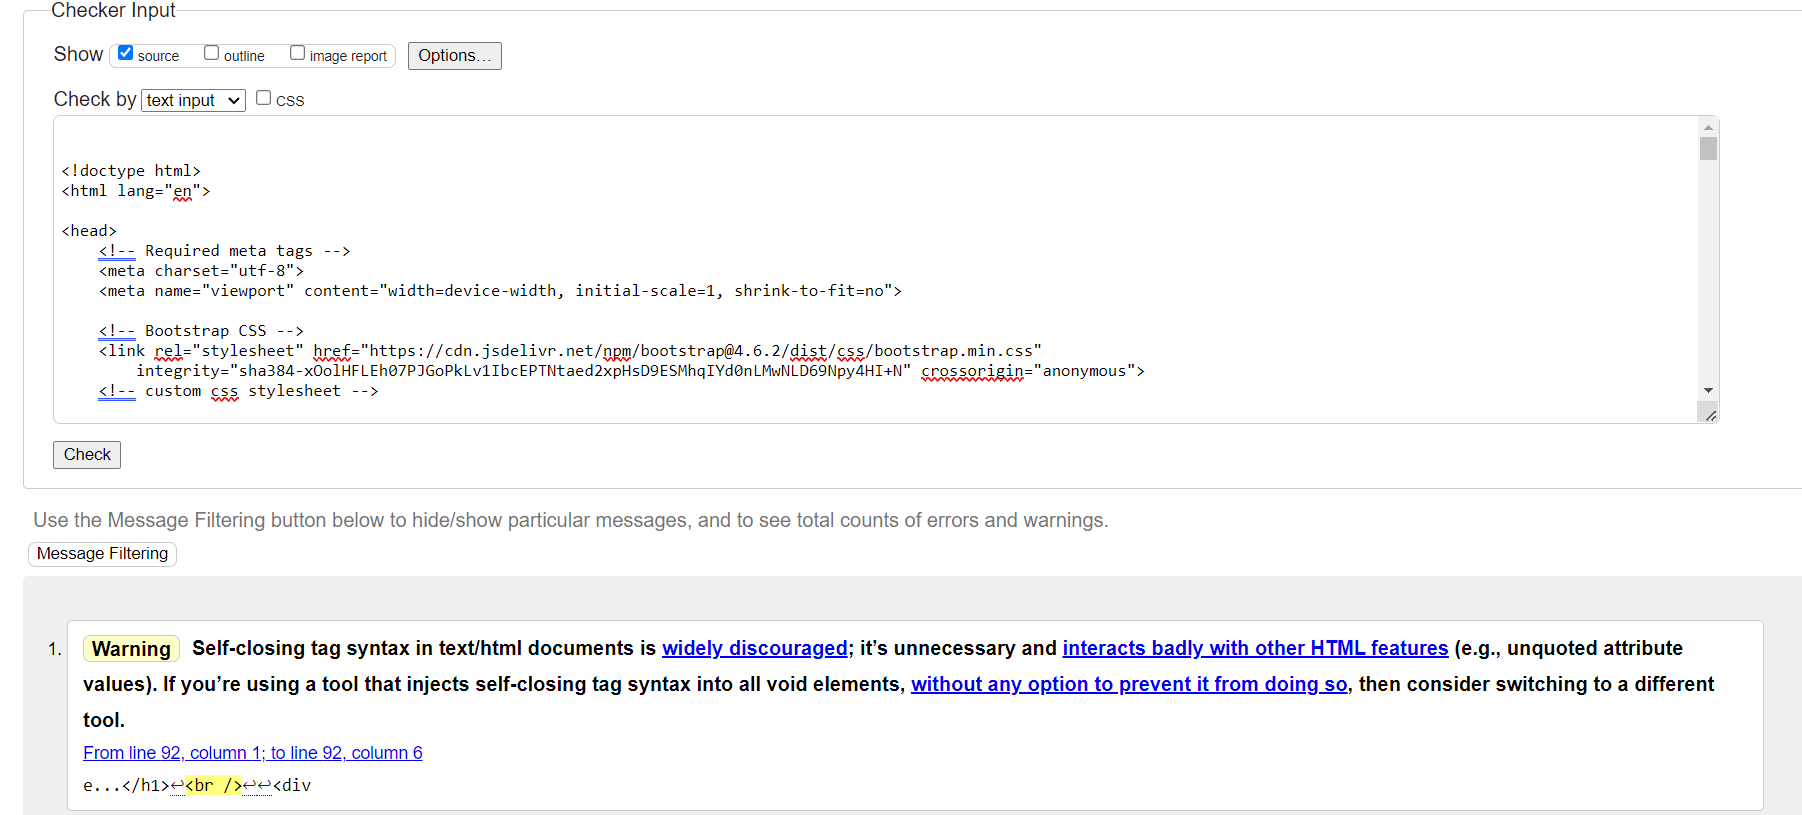 Checker Input
Show source outline image report Options...
Check by text input CSS
<!doctype html>
<html lang="en">
<head>
<!-- Required meta tags -->
<meta charset="utf-8">
<meta name="viewport" content="width=device-width, initial-scale=1, shrink-to-fit=no">
<!-- Bootstrap CSS -->
<link rel="stylesheet" href="https://cdn.jsdelivr.net/npm/bootstrap@4.6.2/dist/css/bootstrap.min.css"
integrity="sha384-xOolHFLEh07PJGoPkLv1IbcEPTNtaed2xpHsD9ESMhqIYd0nLMwNLD69Npy4HI+N" crossorigin="anonymous">
<!-- custom css stylesheet -->
Check
Use the Message Filtering button below to hide/show particular messages, and to see total counts of errors and warnings.
Message Filtering
1. Warning Self-closing tag syntax in text/html documents is widely discouraged; it’s unnecessary and interacts badly with other HTML features (e.g., unquoted attribute
values). If you’re using a tool that injects self-closing tag syntax into all void elements, without any option to prevent it from doing so, then consider switching to a different
tool.
From line 92, column 1; to line 92, column 6
e...</h1>↩<br />↩↩<div